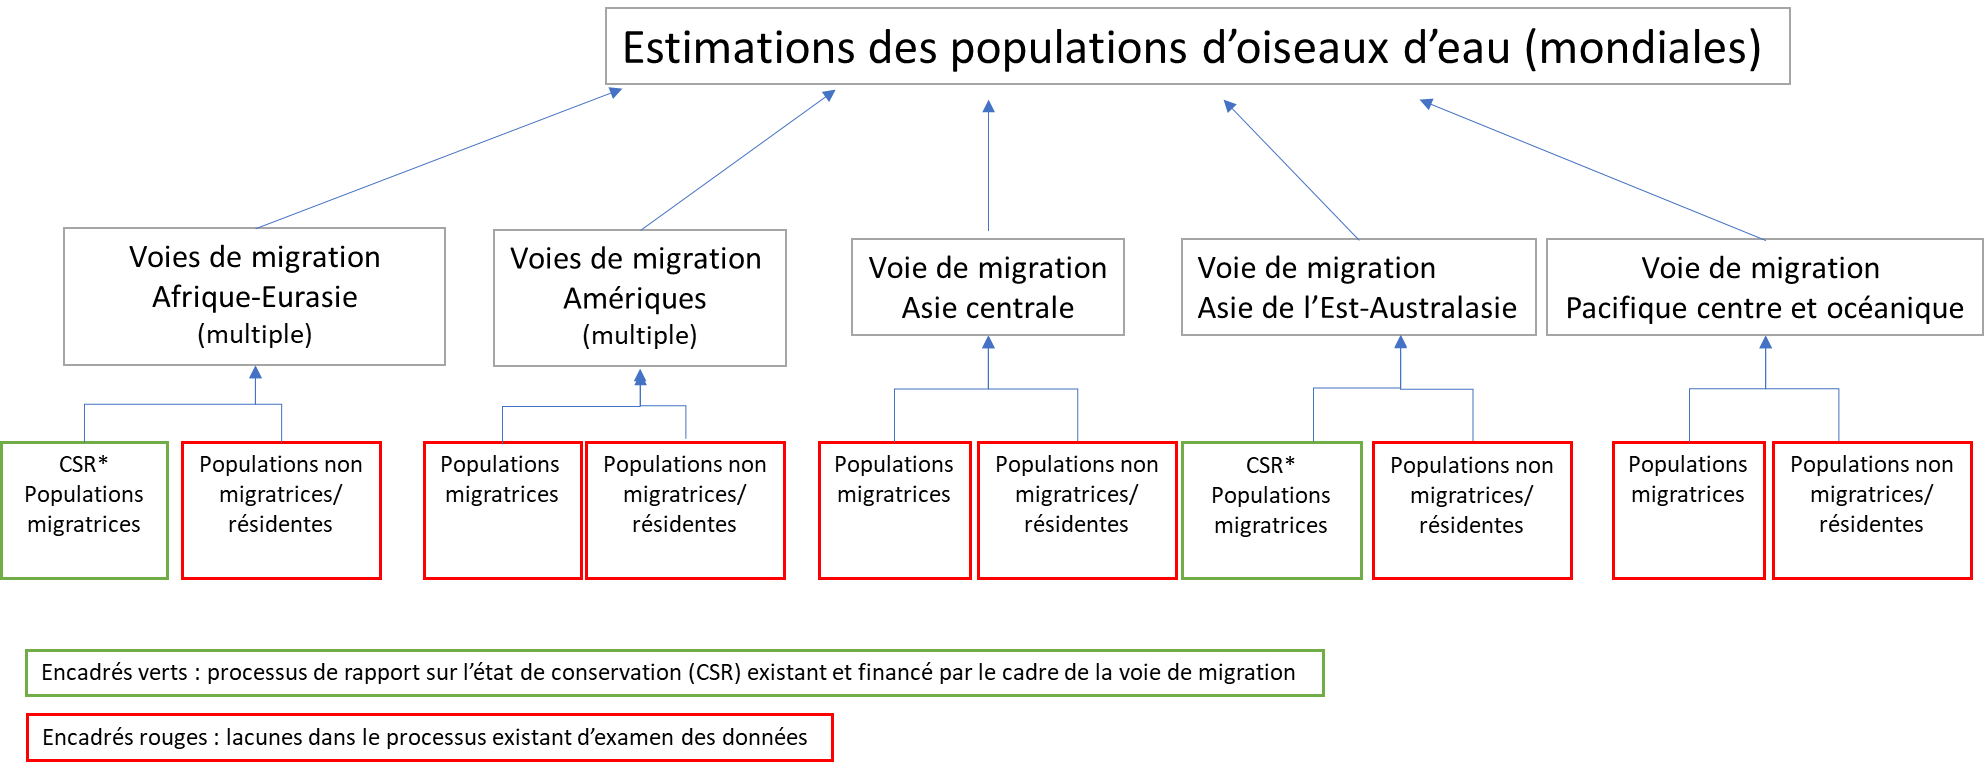 Estimations des populations d’oiseaux d’eau (mondiales)
Voies de migration
Afrique-Eurasie
(multiple)
Voies de migration
Amériques
(multiple)
Voie de migration
Asie centrale
Voie de migration
Asie de l’Est-Australasie
Voie de migration
Pacifique centre et océanique
CSR*
Populations
migratrices
Populations non
migratrices/
résidentes
Populations
migratrices
Populations non
migratrices/
résidentes
Populations
migratrices
Populations non
migratrices/
résidentes
CSR*
Populations
migratrices
Populations non
migratrices/
résidentes
Populations
migratrices
Populations non
migratrices/
résidentes
Encadrés verts : processus de rapport sur l’état de conservation (CSR) existant et financé par le cadre de la voie de migration
Encadrés rouges : lacunes dans le processus existant d’examen des données